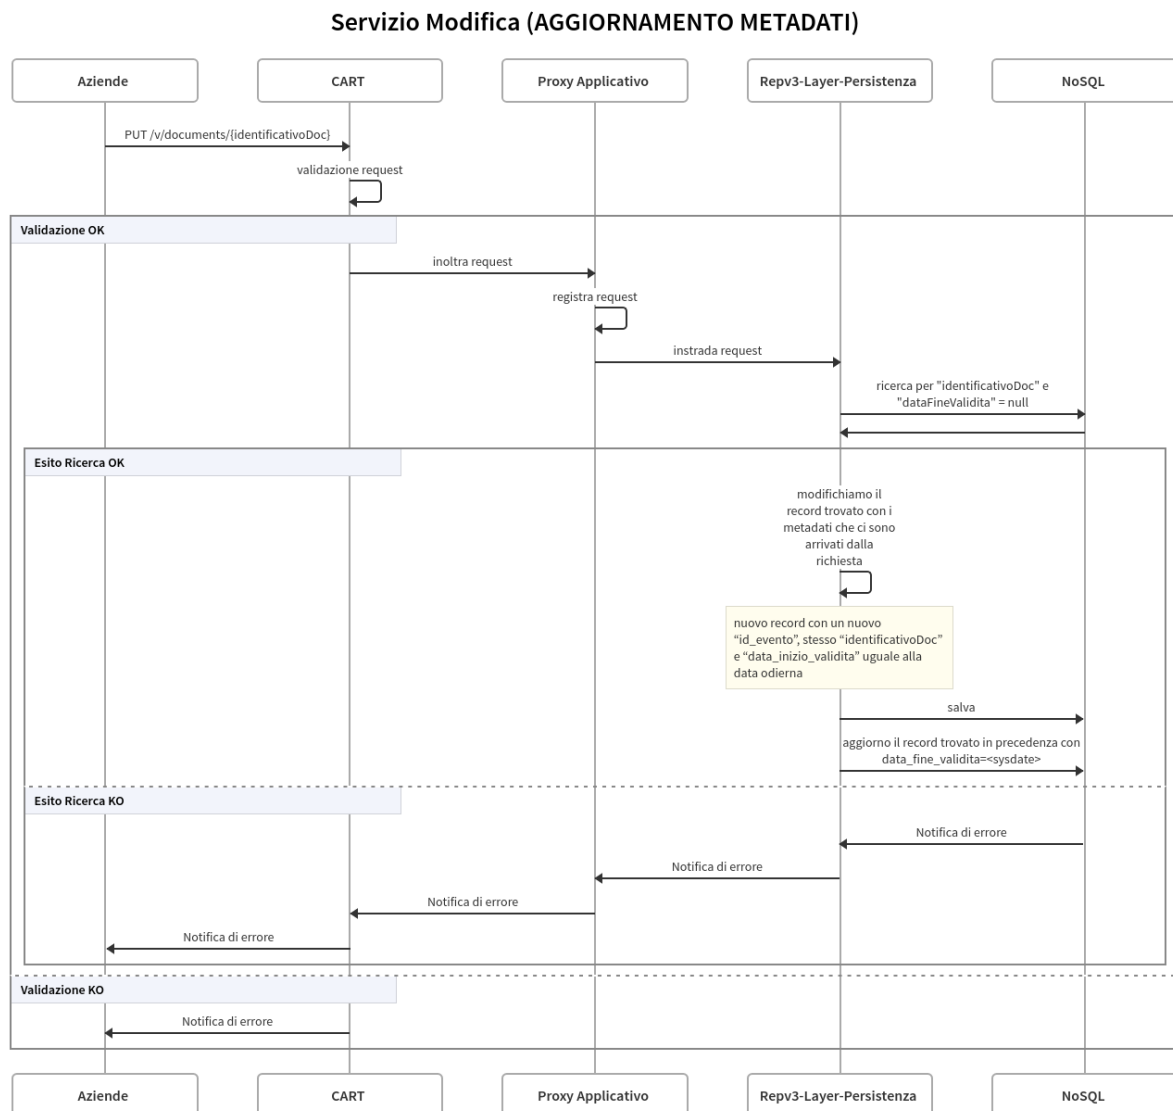 Servizio Modifica (AGGIORNAMENTO METADATI)
Aziende
CART
Proxy Applicativo
Repv3-Layer-Persistenza
NoSQL
PUT /v/documents/{identificativoDoc}
validazione request
Validazione OK
inoltra request
registra request
instrada request
ricerca per "identificativoDoc" e
"dataFineValidita" = null
Esito Ricerca OK
modifichiamo il
record trovato con i
metadati che ci sono
arrivati dalla
richiesta
nuovo record con un nuovo
“id_evento”, stesso “identificativoDoc”
e “data_inizio_validita” uguale alla
data odierna
salva
aggiorno il record trovato in precedenza con
data_fine_validita=<sysdate>
Esito Ricerca KO
Notifica di errore
Notifica di errore
Notifica di errore
Notifica di errore
Validazione KO
Notifica di errore
Aziende
CART
Proxy Applicativo
Repv3-Layer-Persistenza
NoSQL